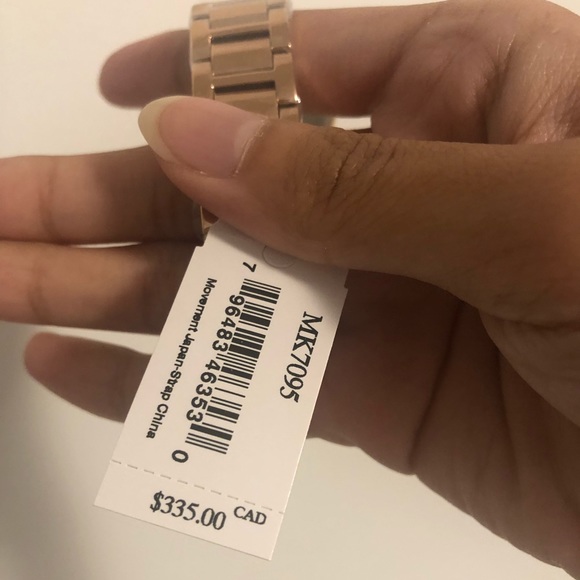 MK7095
7 96483 46353 0
Movement Japan-Strap China
$335.00 CAD